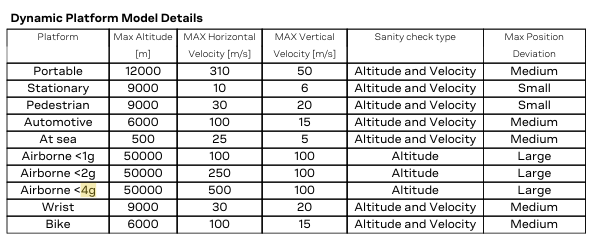 Dynamic Platform Model Details
Platform Max Altitude MAX Horizontal MAX Vertical Sanity check type Max Position
[m] Velocity [m/s] Velocity [m/s] Deviation
Portable 12000 310 50 Altitude and Velocity Medium
Stationary 9000 10 6 Altitude and Velocity Small
Pedestrian 9000 30 20 Altitude and Velocity Small
Automotive 6000 100 15 Altitude and Velocity Medium
At sea 500 25 5 Altitude and Velocity Medium
Airborne <1g 50000 100 100 Altitude Large
Airborne <2g 50000 250 100 Altitude Large
Airborne <4g 50000 500 100 Altitude Large
Wrist 9000 30 20 Altitude and Velocity Medium
Bike 6000 100 15 Altitude and Velocity Medium